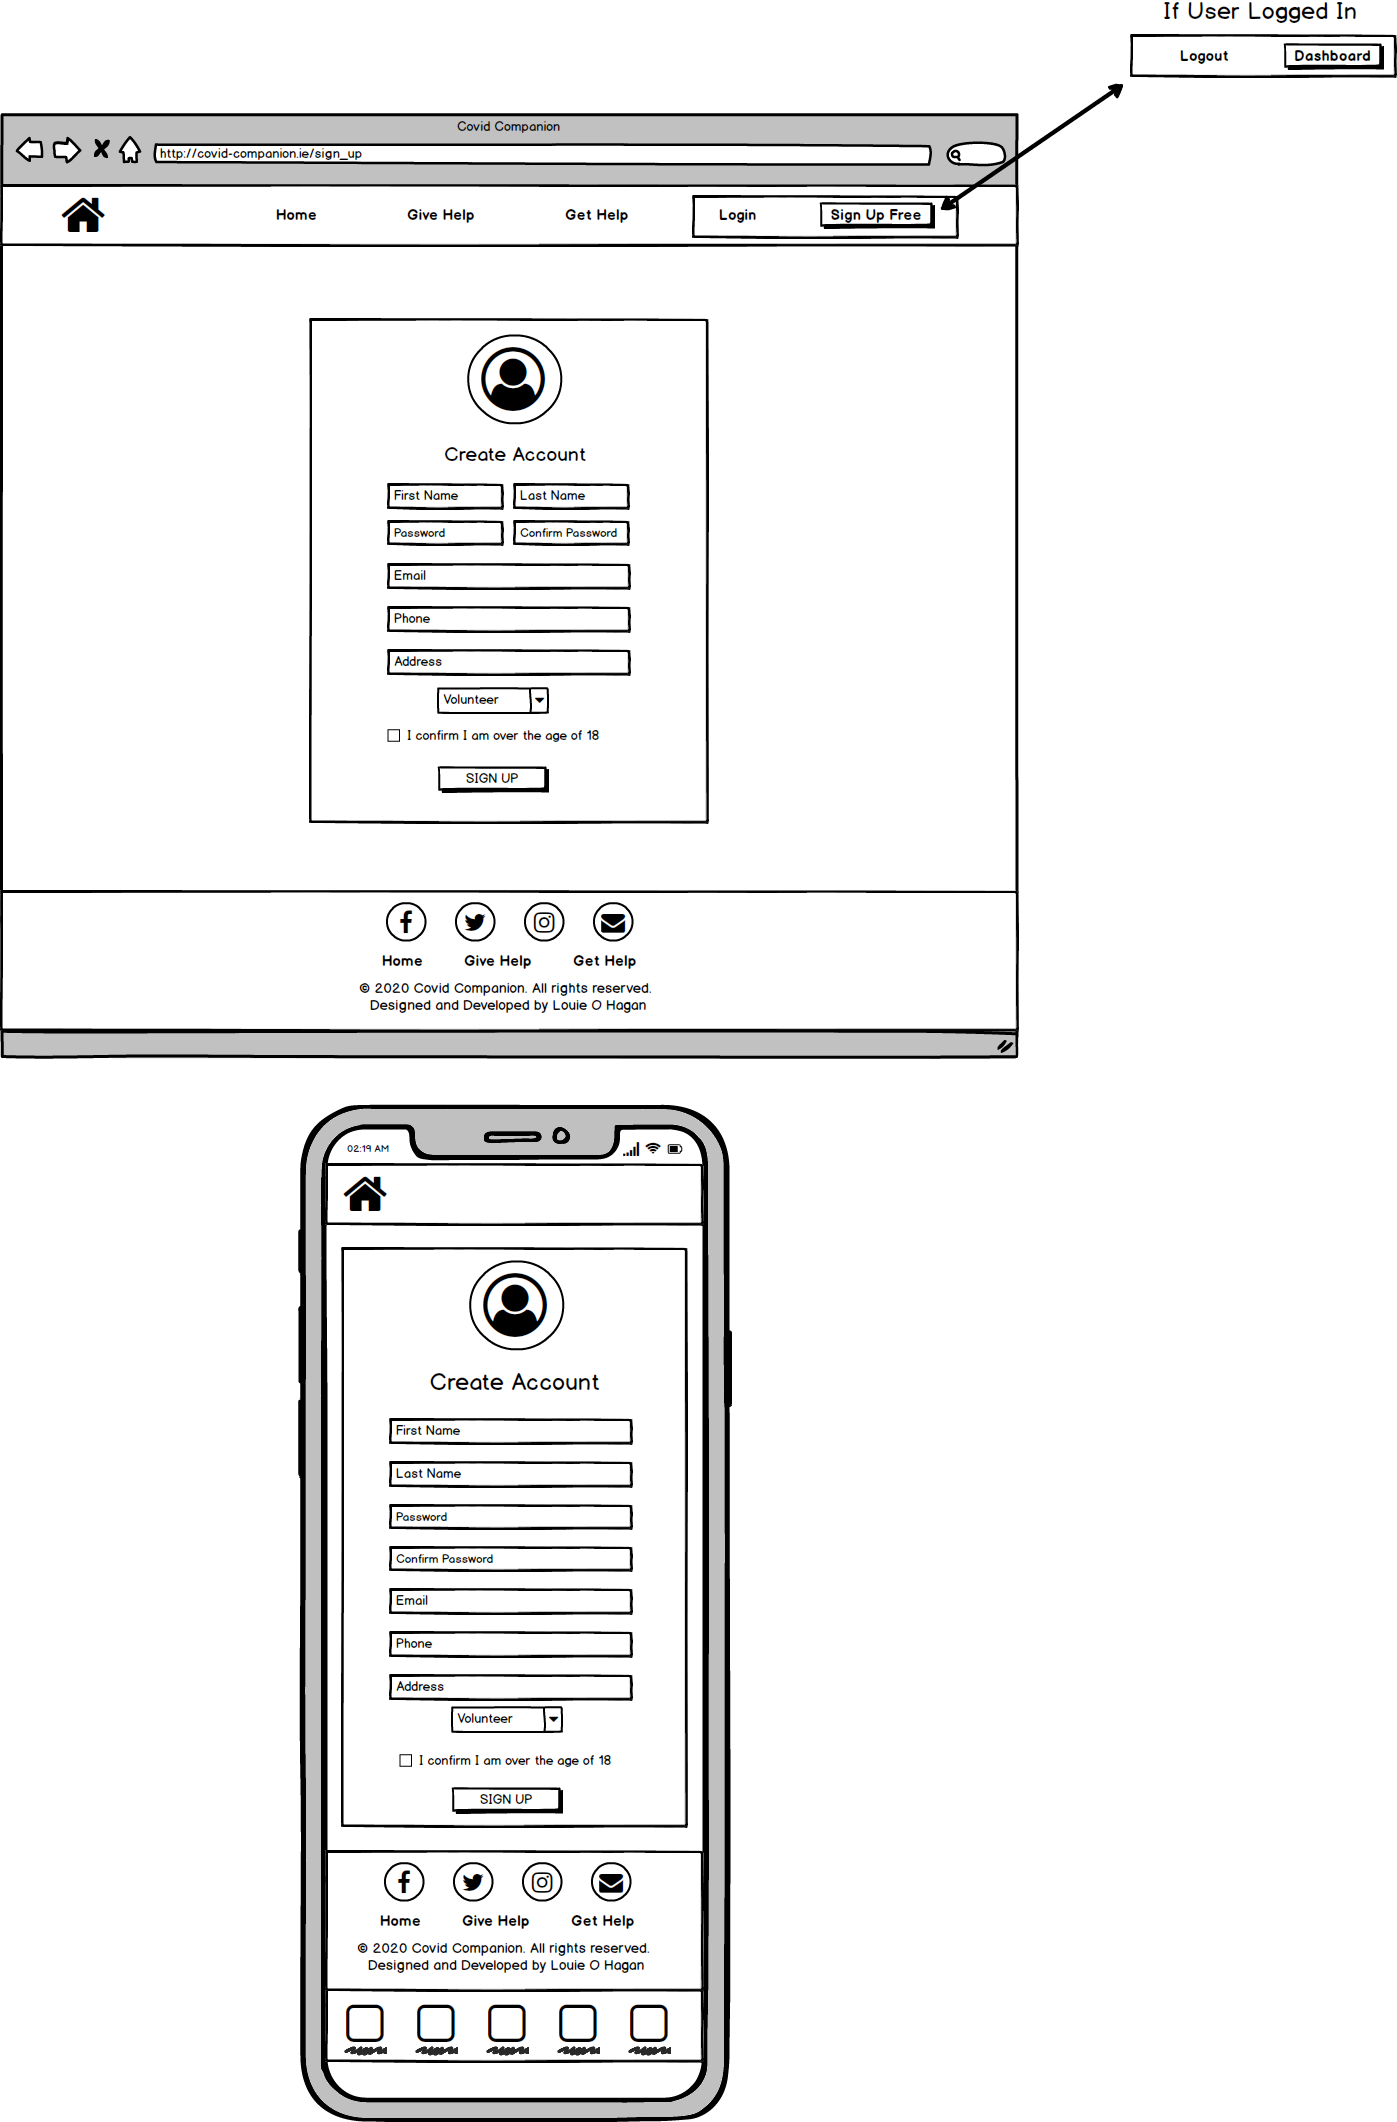 If User Logged In
Logout Dashboard
Covid Companion
http://covid-companion.ie/sign_up
Home Give Help Get Help Login Sign Up Free
Create Account
First Name Last Name
Password Confirm Password
Email
Phone
Address
Volunteer
I confirm I am over the age of 18
SIGN UP
Home Give Help Get Help
© 2020 Covid Companion. All rights reserved.
Designed and Developed by Louie O Hagan
02:19 AM
Create Account
First Name
Last Name
Password
Confirm Password
Email
Phone
Address
Volunteer
I confirm I am over the age of 18
SIGN UP
Home Give Help Get Help
© 2020 Covid Companion. All rights reserved.
Designed and Developed by Louie O Hagan